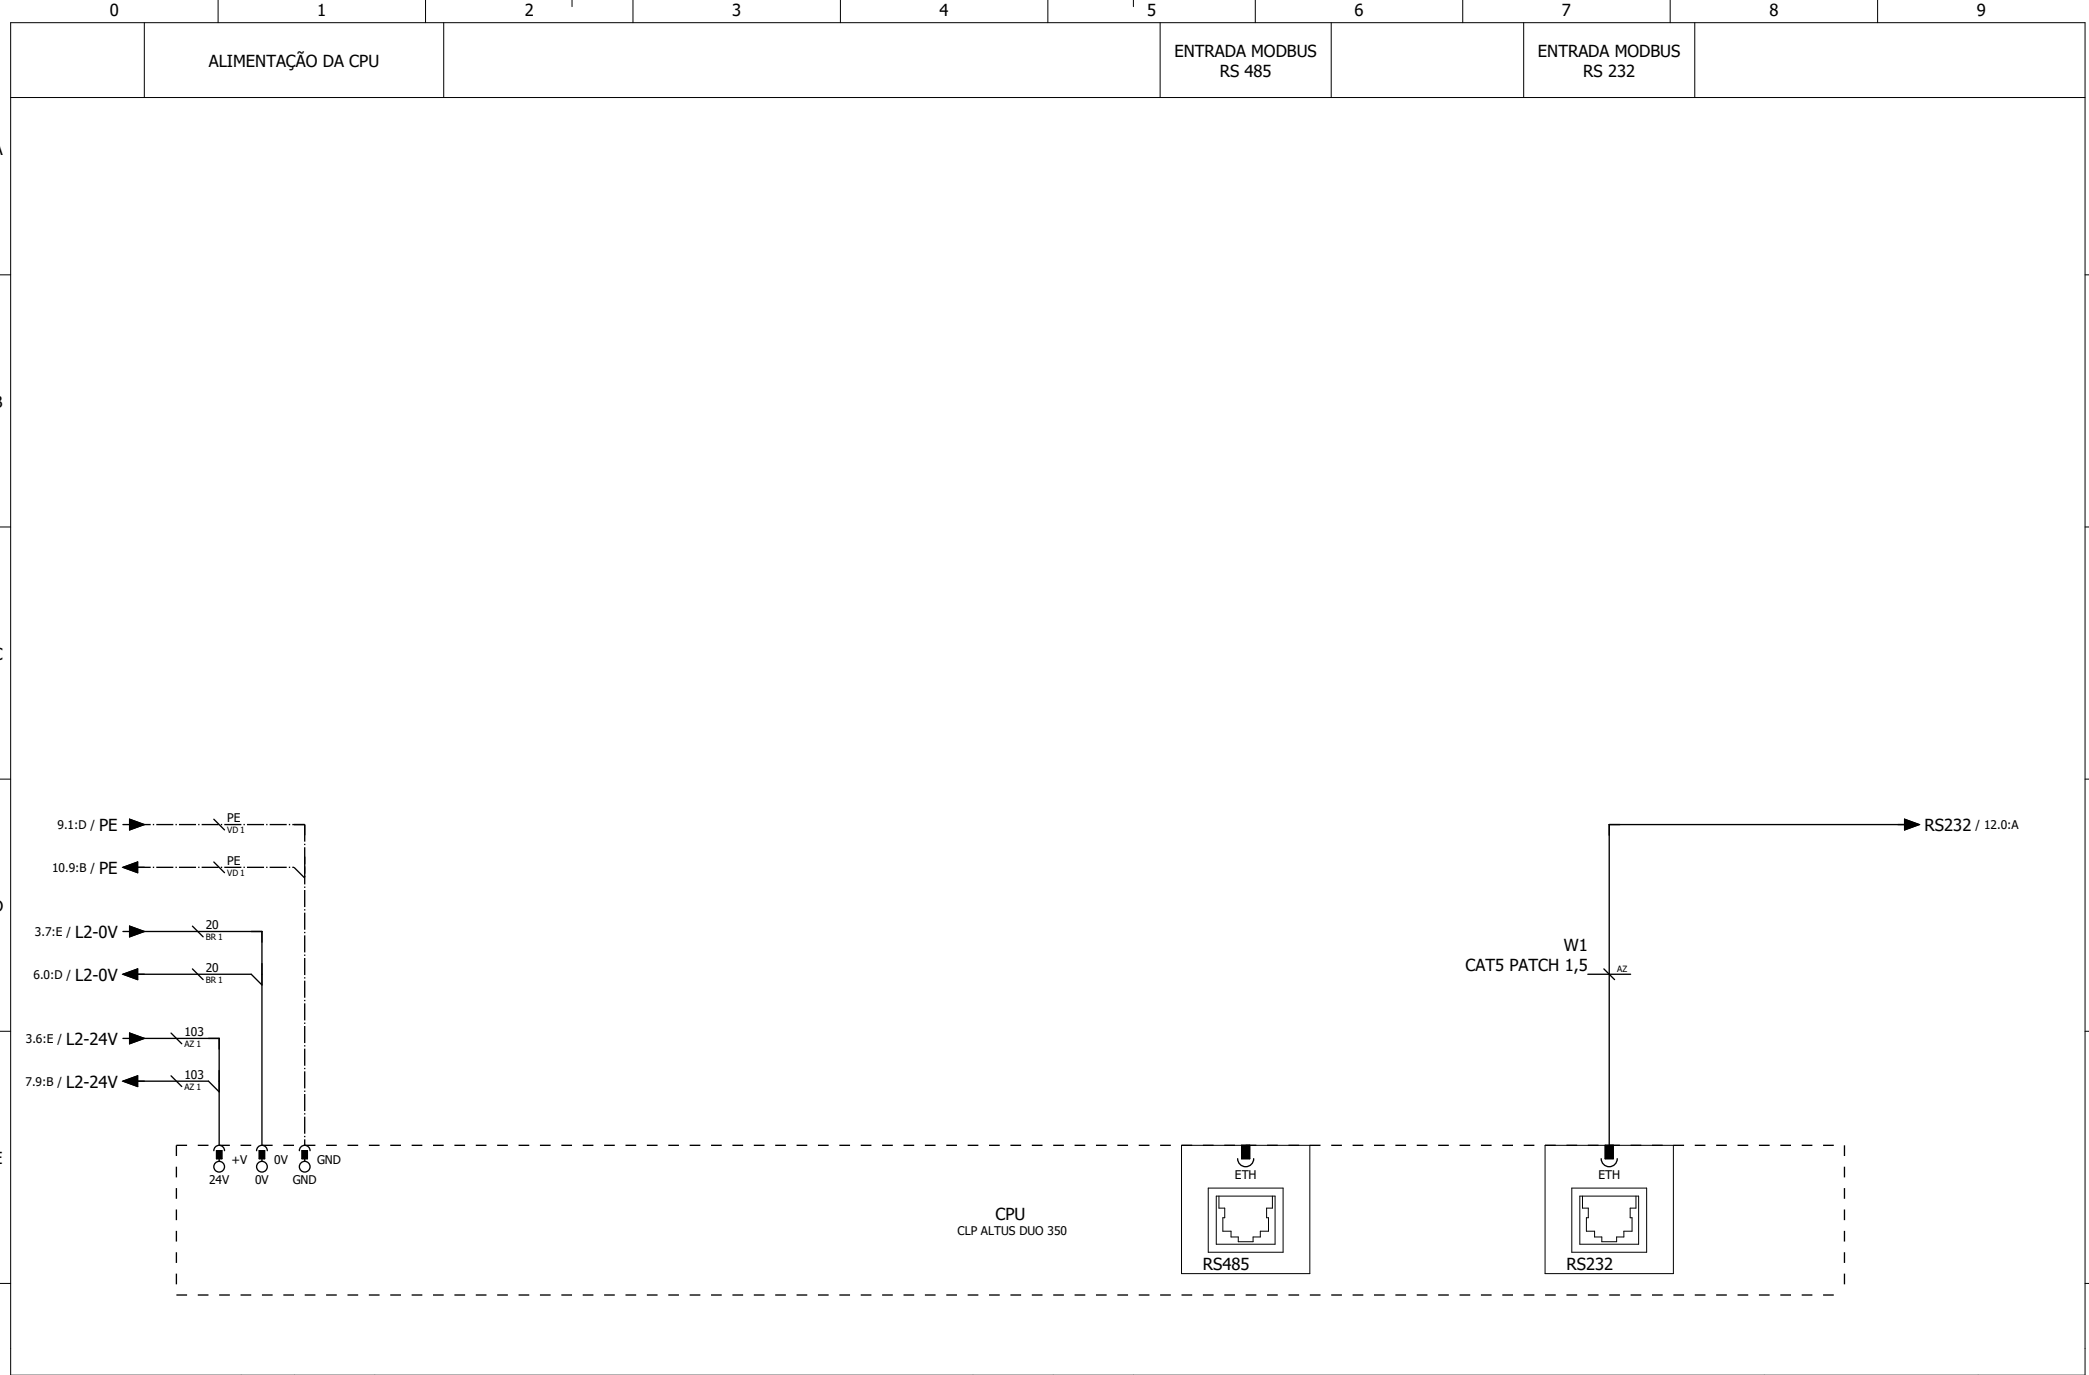 0 1 2 3 4 5 6 7 8 9
ALIMENTAÇÃO DA CPU
ENTRADA MODBUS
RS 485
ENTRADA MODBUS
RS 232
9.1:D / PE
PE
VD 1
RS232 / 12.0:A
10.9:B / PE
PE
VD 1
3.7:E / L2-0V
20
BR 1
W1
CAT5 PATCH 1,5
AZ
6.0:D / L2-0V
20
BR 1
3.6:E / L2-24V
103
AZ 1
7.9:B / L2-24V
103
AZ 1
+V 0V GND
24V 0V GND
ETH
ETH
CPU
CLP ALTUS DUO 350
RS485
RS232